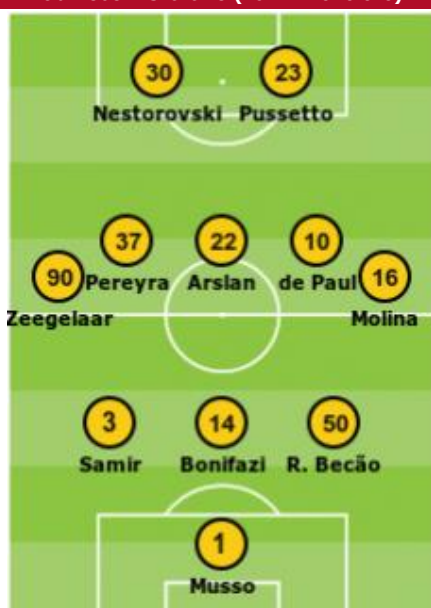 30 23
Nestorovski Pussetto
37 22 10
90 Pereyra Arslan de Paul 16
Zeegelaar Molina
3 14 50
Samir Bonifazi R. Becão
1
Musso